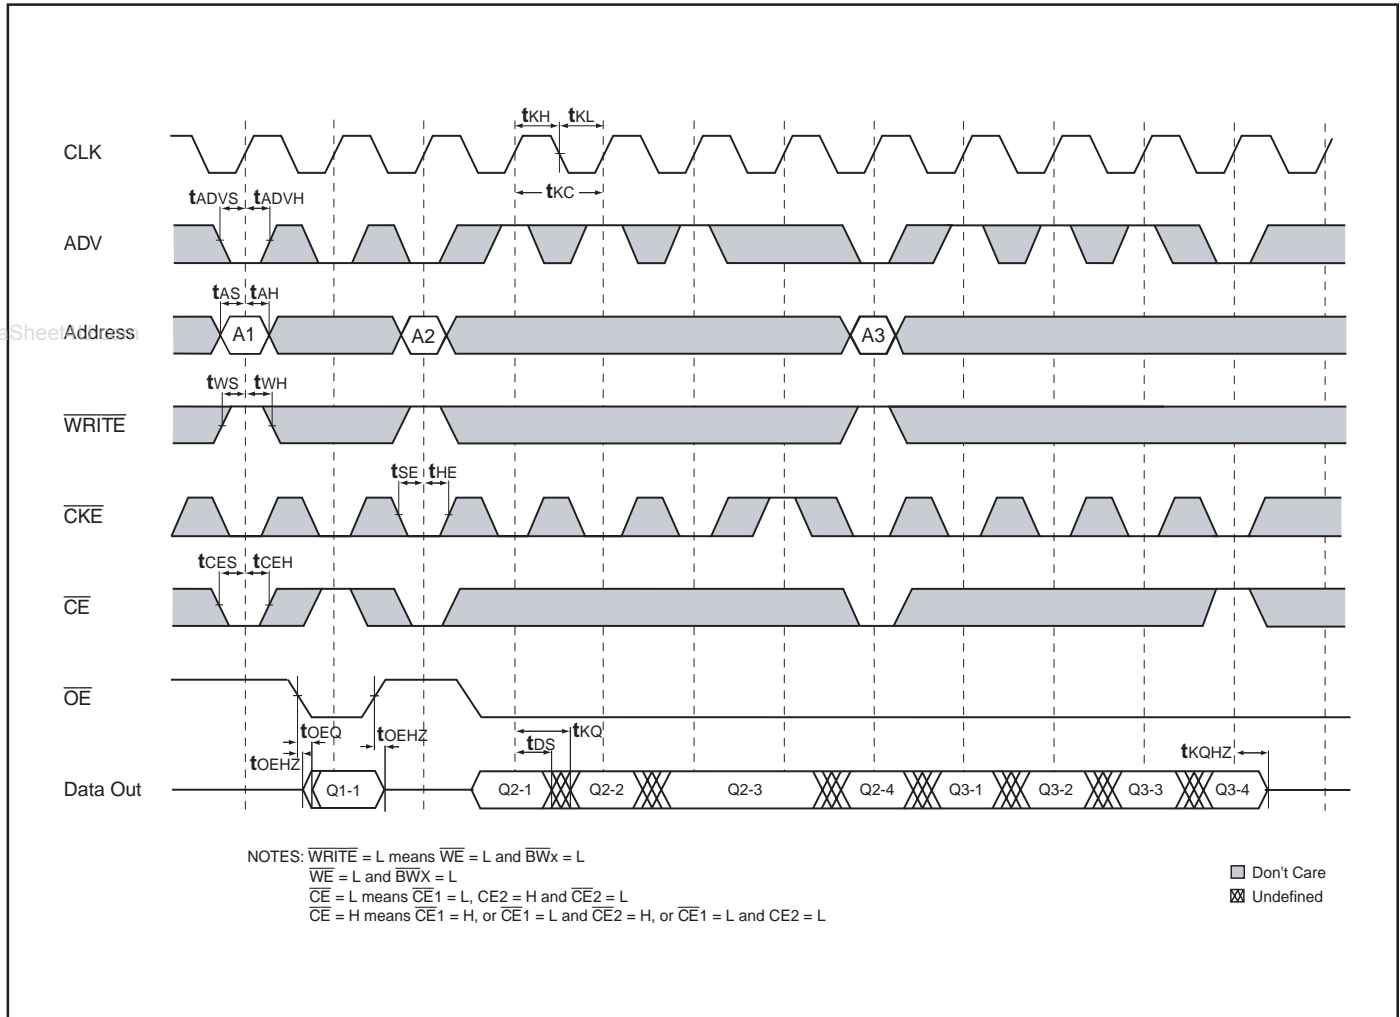 tKH tKL
CLK
tKC
tADVS tADVH
ADV
tAS tAH
Address
A1 A2 A3
tWS tWH
WRITE
tSE tHE
CKE
tCES tCEH
CE
OE
tOEQ tOEHZ tKQ
tDS
tOEHZ tKQHZ
Data Out
Q1-1 Q2-1 Q2-2 Q2-3 Q2-4 Q3-1 Q3-2 Q3-3 Q3-4
NOTES: WRITE = L means WE = L and BWx = L
WE = L and BWX = L
CE = L means CE1 = L, CE2 = H and CE2 = L
CE = H means CE1 = H, or CE1 = L and CE2 = H, or CE1 = L and CE2 = L
Don't Care
Undefined